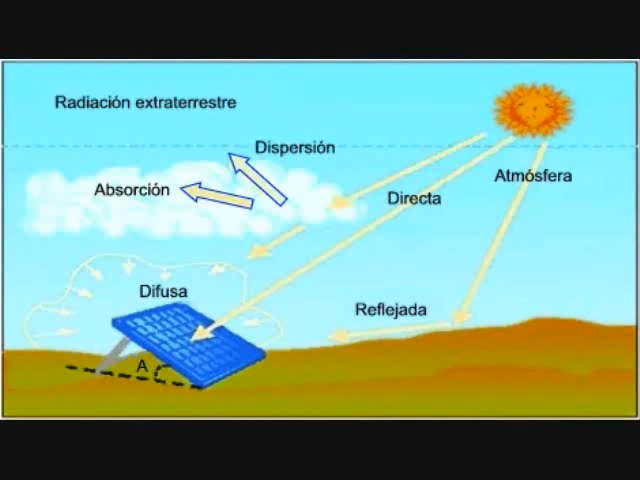 Radiación extraterrestre
Dispersión
Atmósfera
Absorción
Directa
Difusa
Reflejada
A